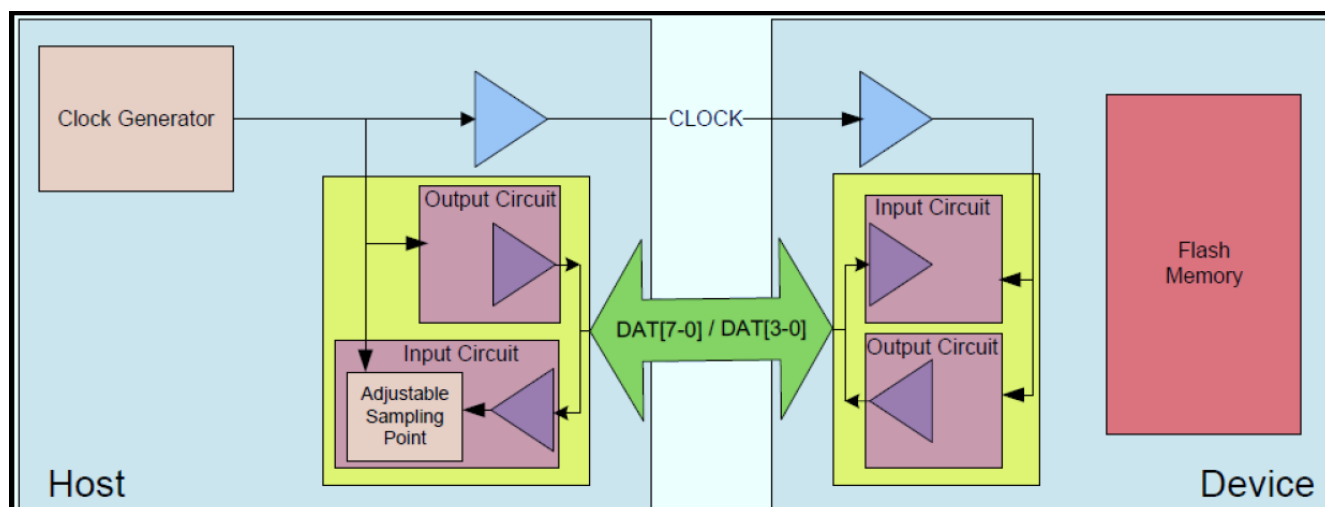 Clock Generator
CLOCK
Output Circuit
Input Circuit
Adjustable
Sampling
Point
DAT[7-0] / DAT[3-0]
Input Circuit
Output Circuit
Flash
Memory
Host
Device